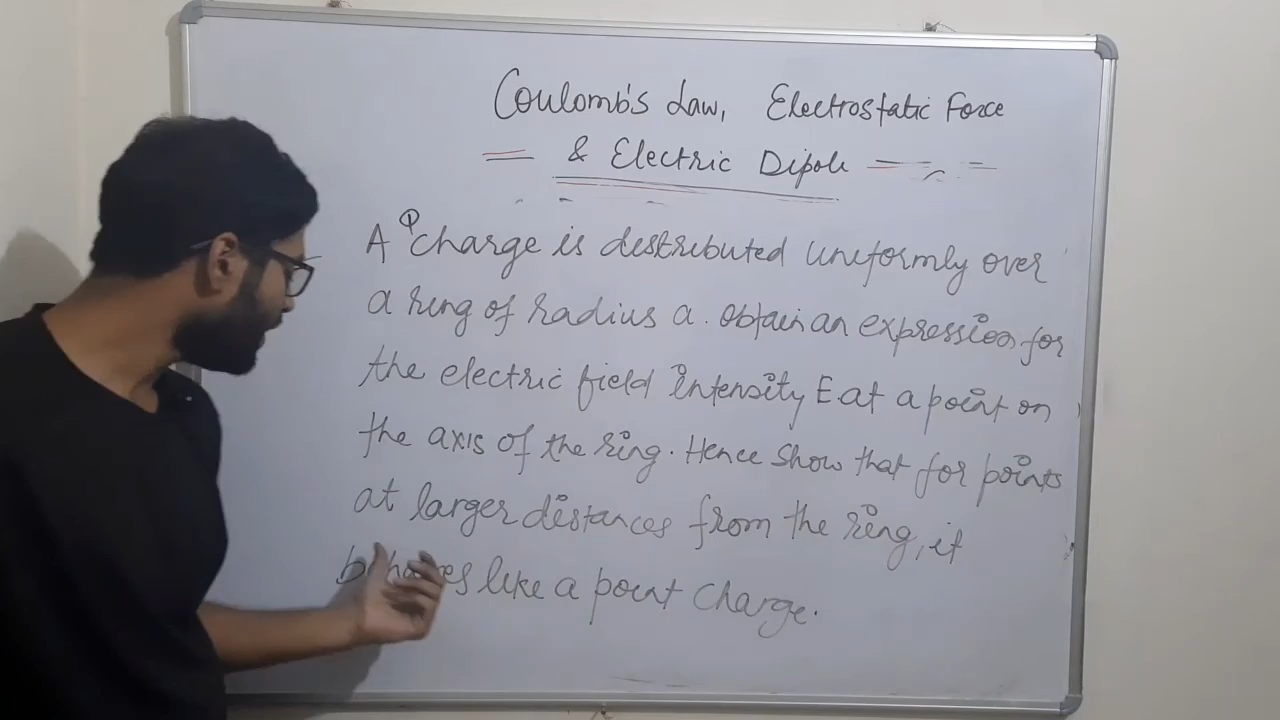 Coulomb's Law, Electrostatic Force
& Electric Dipole
A Q charge is distributed uniformly over
a ring of radius a. obtain an expression for
the electric field intensity E at a point on
the axis of the ring. Hence show that for points
at larger distances from the ring, it
behaves like a point charge.